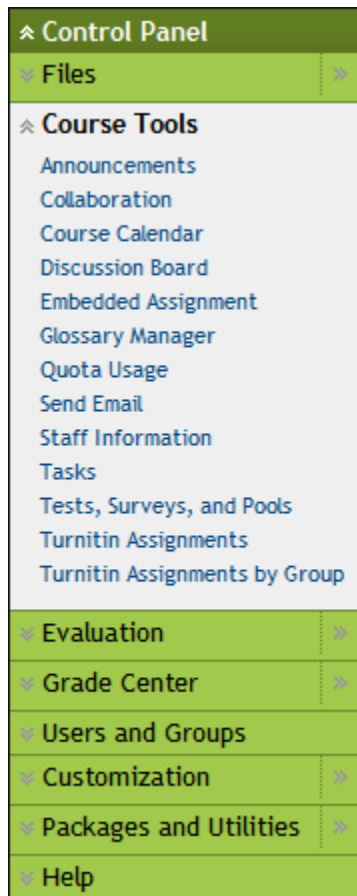 Control Panel
Files
Course Tools
Announcements
Collaboration
Course Calendar
Discussion Board
Embedded Assignment
Glossary Manager
Quota Usage
Send Email
Staff Information
Tasks
Tests, Surveys, and Pools
Turnitin Assignments
Turnitin Assignments by Group
Evaluation
Grade Center
Users and Groups
Customization
Packages and Utilities
Help